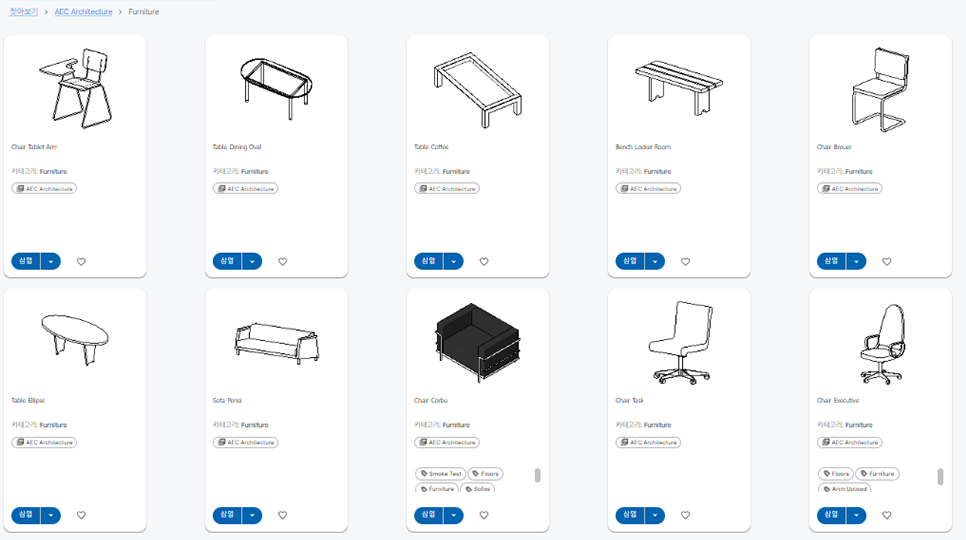 찾아보기 > AEC Architecture > Furniture
Chair Tablet Arm
카테고리: Furniture
AEC Architecture
삽입
Table Dining Oval
카테고리: Furniture
AEC Architecture
삽입
Table Coffee
카테고리: Furniture
AEC Architecture
삽입
Bench Locker Room
카테고리: Furniture
AEC Architecture
삽입
Chair Breuer
카테고리: Furniture
AEC Architecture
삽입
Table Ellipse
카테고리: Furniture
AEC Architecture
삽입
Sofa Pensi
카테고리: Furniture
AEC Architecture
삽입
Chair Corbu
카테고리: Furniture
AEC Architecture
Smoke Test Floors
Furniture Sofas
삽입
Chair Task
카테고리: Furniture
AEC Architecture
삽입
Chair Executive
카테고리: Furniture
AEC Architecture
Floors Furniture
Arch Upload
삽입